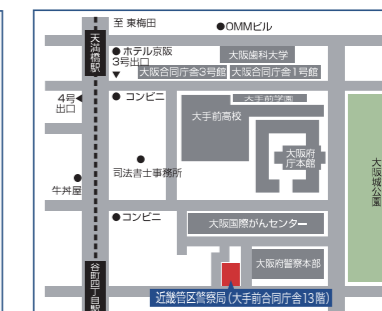 至 東梅田
●OMMビル
天満橋駅
●ホテル京阪
3号出口
▼
大阪歯科大学
大阪合同庁舎3号館
大阪合同庁舎1号館
4号◀
出口
● コンビニ
大手前学園
大手前高校
大阪府
庁本館
大阪城公園
●
司法書士事務所
●
牛丼屋
●コンビニ
大阪国際がんセンター
谷町四丁目駅
大阪府警察本部
近畿管区警察局(大手前合同庁舎13階)